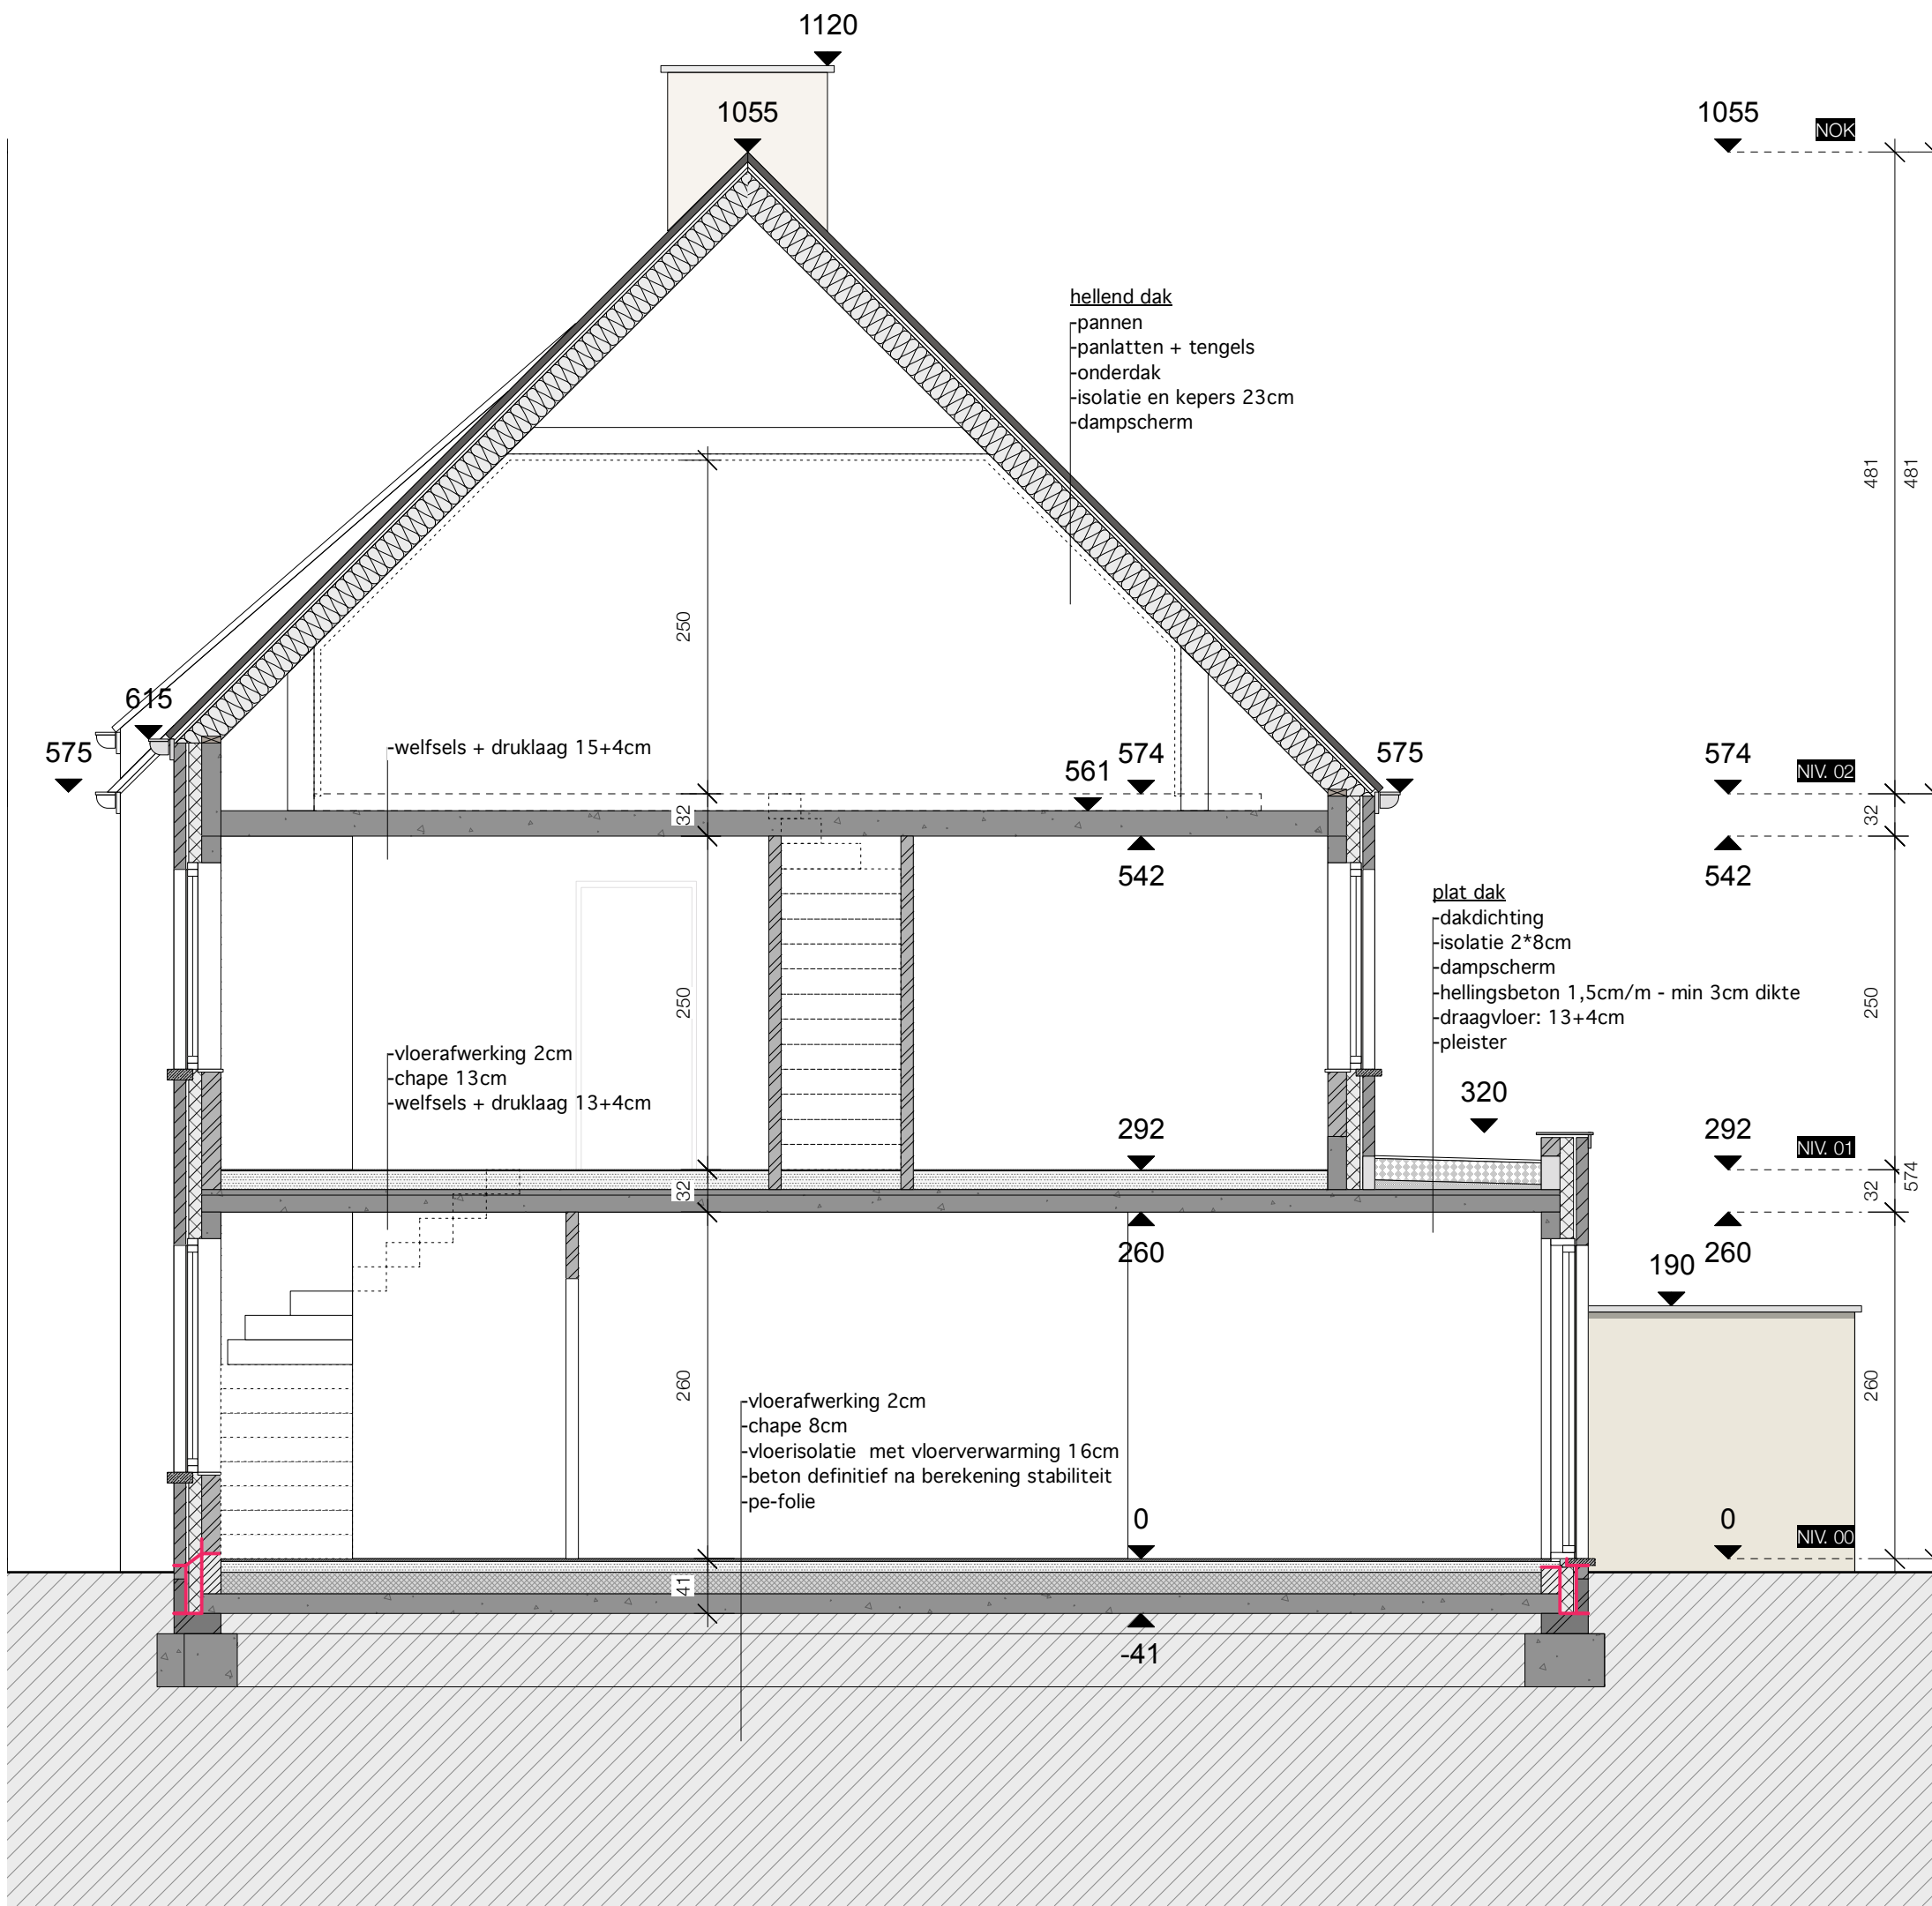 1120
1055
1055
NOK
hellend dak
-pannen
-panlatten + tengels
-onderdak
-isolatie en kepers 23cm
-dampscherm
481
481
250
615
575
-welfsels + druklaag 15+4cm
561
574
575
574
NIV. 02
32
32
542
542
plat dak
-dakdichting
-isolatie 2*8cm
-dampscherm
-hellingsbeton 1,5cm/m - min 3cm dikte
-draagvloer: 13+4cm
-pleister
250
250
-vloerafwerking 2cm
-chape 13cm
-welfsels + druklaag 13+4cm
320
292
292
NIV. 01
574
32
32
260
260
190
260
260
-vloerafwerking 2cm
-chape 8cm
-vloerisolatie met vloerverwarming 16cm
-beton definitief na berekening stabiliteit
-pe-folie
0
0
NIV. 00
41
-41